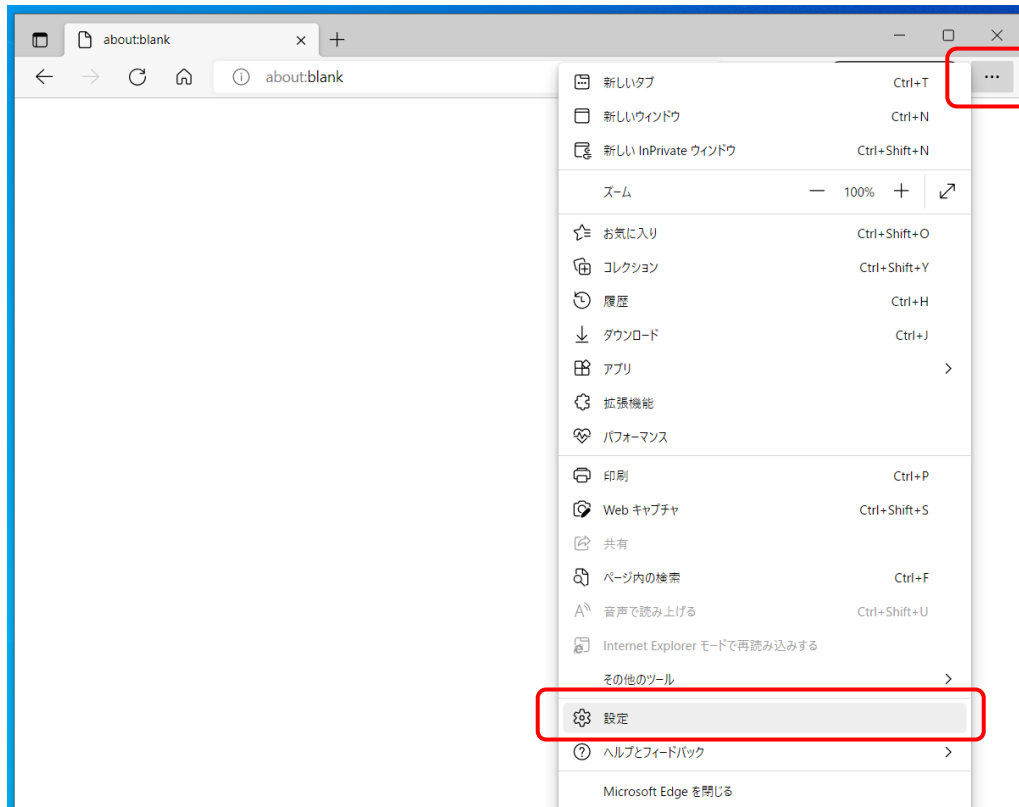 about:blank
about:blank
新しいタブ Ctrl+T
新しいウィンドウ Ctrl+N
新しい InPrivate ウィンドウ Ctrl+Shift+N
ズーム 100%
お気に入り Ctrl+Shift+O
コレクション Ctrl+Shift+Y
履歴 Ctrl+H
ダウンロード Ctrl+J
アプリ
拡張機能
パフォーマンス
印刷 Ctrl+P
Web キャプチャ Ctrl+Shift+S
共有
ページ内の検索 Ctrl+F
音声で読み上げる Ctrl+Shift+U
Internet Explorer モードで再読み込みする
その他のツール
設定
ヘルプとフィードバック
Microsoft Edge を閉じる